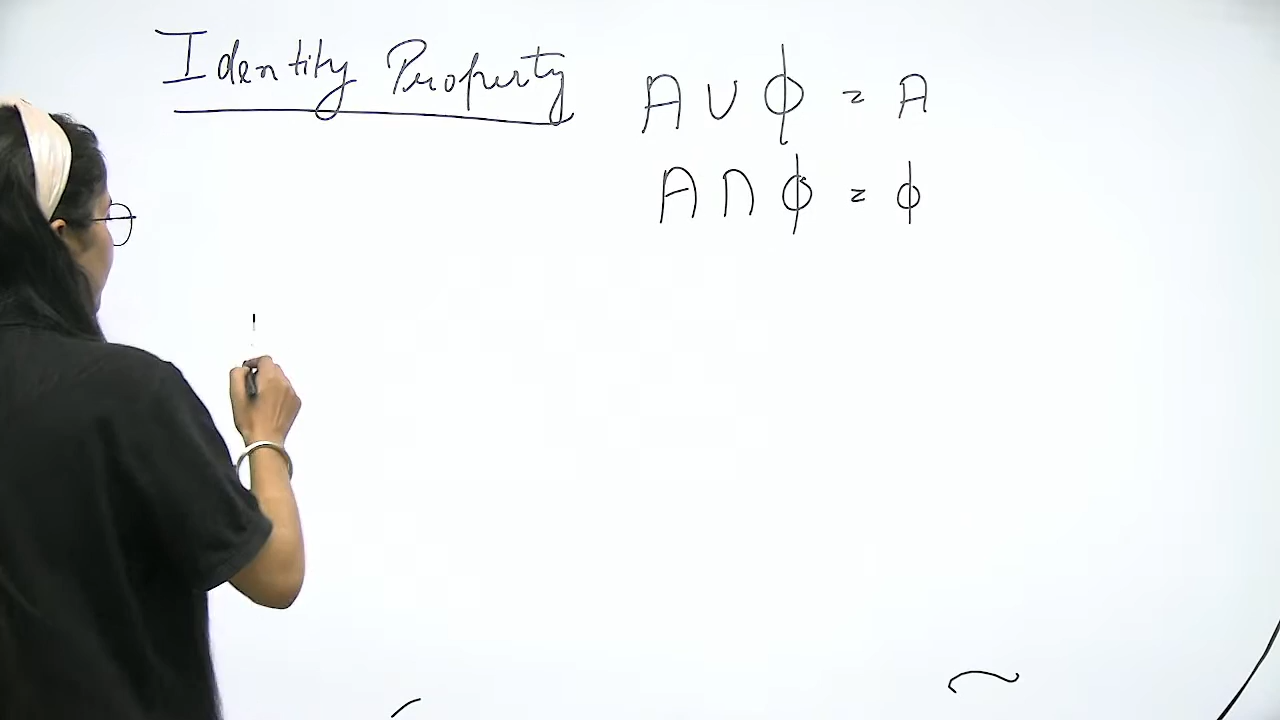 Identity Property
A ∪ ϕ = A
A ∩ ϕ = ϕ